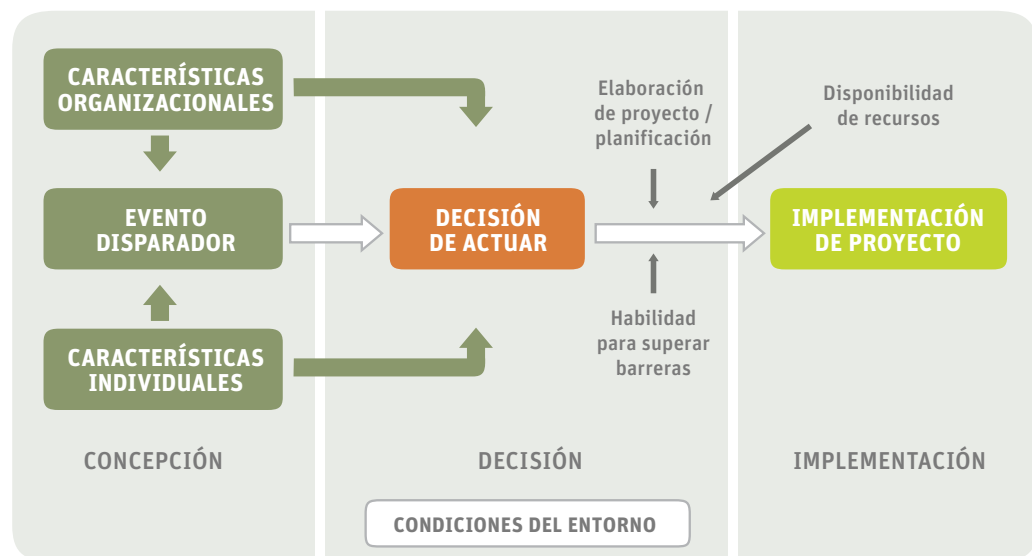 CARACTERÍSTICAS
ORGANIZACIONALES
EVENTO
DISPARADOR
CARACTERÍSTICAS
INDIVIDUALES
CONCEPCIÓN
DECISIÓN
DE ACTUAR
Elaboración
de proyecto /
planificación
Habilidad
para superar
barreras
DECISIÓN
Disponibilidad
de recursos
IMPLEMENTACIÓN
DE PROYECTO
IMPLEMENTACIÓN
CONDICIONES DEL ENTORNO